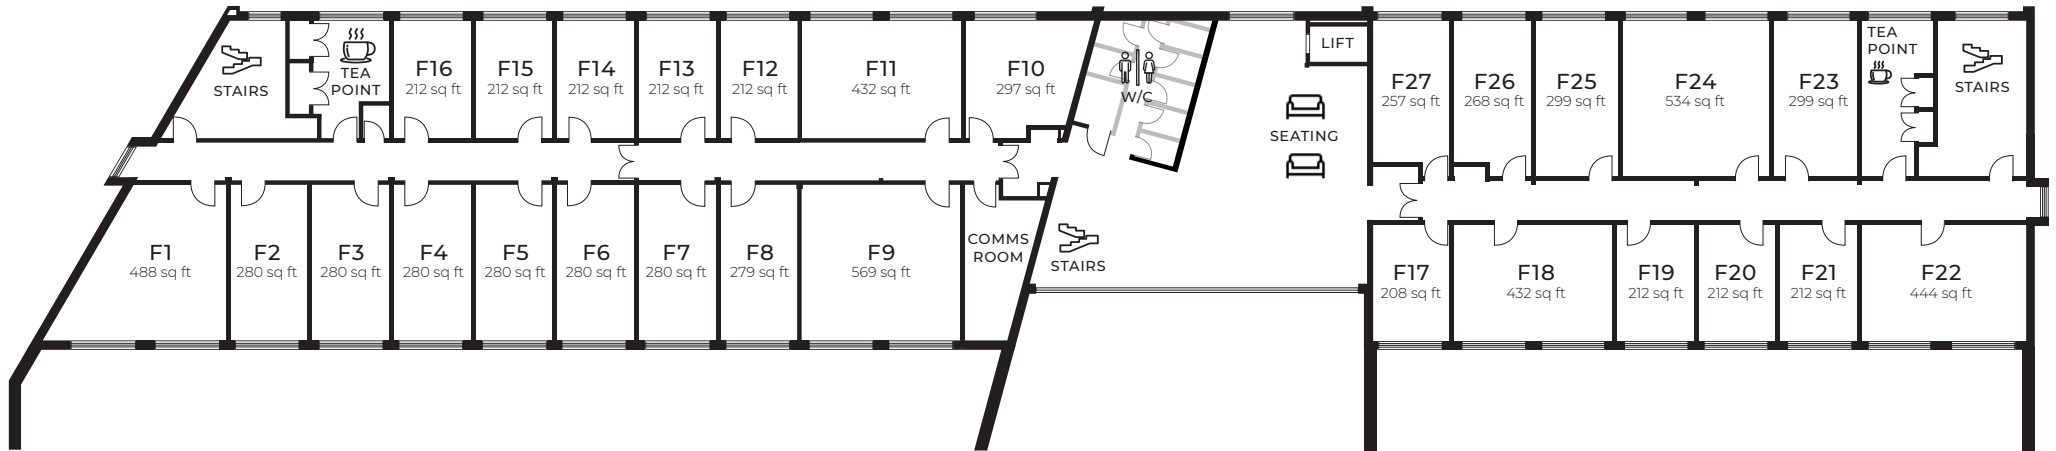 STAIRS
TEA
POINT
F16
212 sq ft
F15
212 sq ft
F14
212 sq ft
F13
212 sq ft
F12
212 sq ft
F11
432 sq ft
F10
297 sq ft
W/C
LIFT
SEATING
F27
257 sq ft
F26
268 sq ft
F25
299 sq ft
F24
534 sq ft
F23
299 sq ft
TEA
POINT
STAIRS
F1
488 sq ft
F2
280 sq ft
F3
280 sq ft
F4
280 sq ft
F5
280 sq ft
F6
280 sq ft
F7
280 sq ft
F8
279 sq ft
F9
569 sq ft
COMMS
ROOM
STAIRS
F17
208 sq ft
F18
432 sq ft
F19
212 sq ft
F20
212 sq ft
F21
212 sq ft
F22
444 sq ft